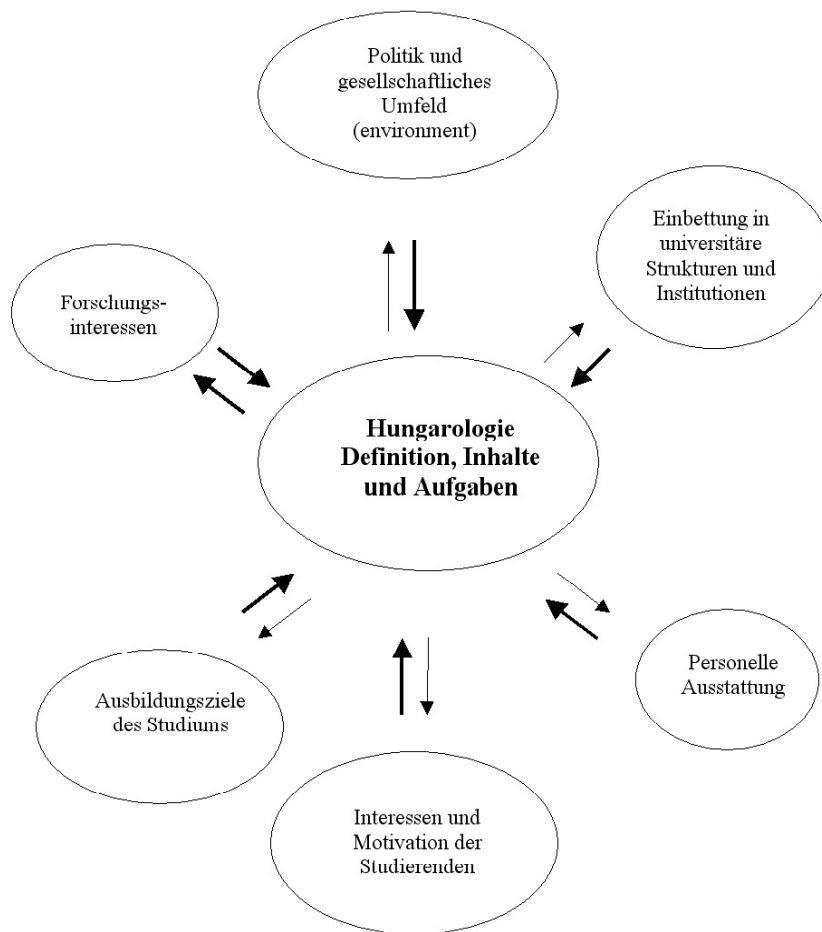 Politik und
gesellschaftliches
Umfeld
(environment)
Einbettung in
universitäre
Strukturen und
Institutionen
Forschungs-
interessen
Hungarologie
Definition, Inhalte
und Aufgaben
Personelle
Ausstattung
Ausbildungsziele
des Studiums
Interessen und
Motivation der
Studierenden